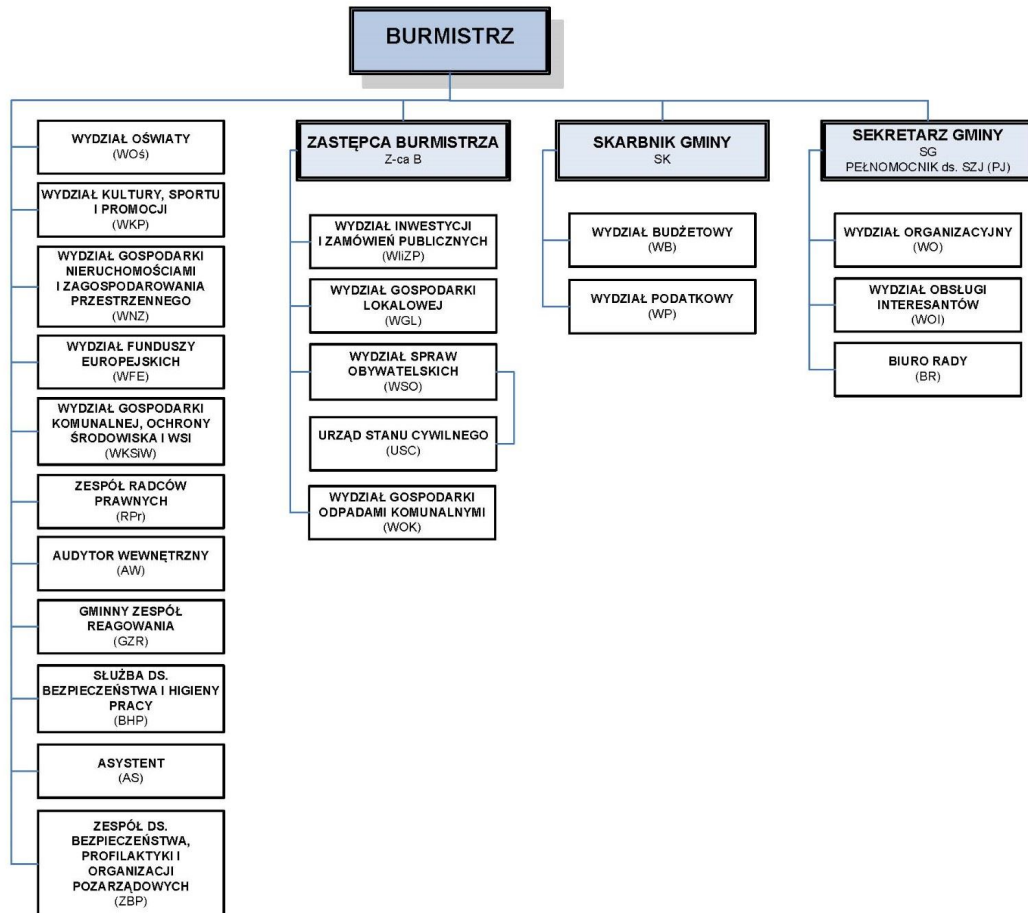 BURMISTRZ
WYDZIAŁ OŚWIATY
(WOś)
WYDZIAŁ KULTURY, SPORTU
I PROMOCJI
(WKP)
WYDZIAŁ GOSPODARKI
NIERUCHOMOŚCIAMI
I ZAGOSPODAROWANIA
PRZESTRZENNEGO
(WNZ)
WYDZIAŁ FUNDUSZY
EUROPEJSKICH
(WFE)
WYDZIAŁ GOSPODARKI
KOMUNALNEJ, OCHRONY
ŚRODOWISKA I WSI
(WKSiW)
ZESPÓŁ RADCÓW
PRAWNYCH
(RPr)
AUDYTOR WEWNĘTRZNY
(AW)
GMINNY ZESPÓŁ
REAGOWANIA
(GZR)
SŁUŻBA DS.
BEZPIECZEŃSTWA I HIGIENY
PRACY
(BHP)
ASYSTENT
(AS)
ZESPÓŁ DS.
BEZPIECZEŃSTWA,
PROFILAKTYKI I
ORGANIZACJI
POZARZĄDOWYCH
(ZBP)
ZASTĘPCA BURMISTRZA
Z-ca B
WYDZIAŁ INWESTYCJI
I ZAMÓWIEŃ PUBLICZNYCH
(WIiZP)
WYDZIAŁ GOSPODARKI
LOKALOWEJ
(WGL)
WYDZIAŁ SPRAW
OBYWATELSKICH
(WSO)
URZĄD STANU CYWILNEGO
(USC)
WYDZIAŁ GOSPODARKI
ODPADAMI KOMUNALNYMI
(WOK)
SKARBNIK GMINY
SK
WYDZIAŁ BUDŻETOWY
(WB)
WYDZIAŁ PODATKOWY
(WP)
SEKRETARZ GMINY
SG
PEŁNOMOCNIK ds. SZJ (PJ)
WYDZIAŁ ORGANIZACYJNY
(WO)
WYDZIAŁ OBSŁUGI
INTERESANTÓW
(WOI)
BIURO RADY
(BR)